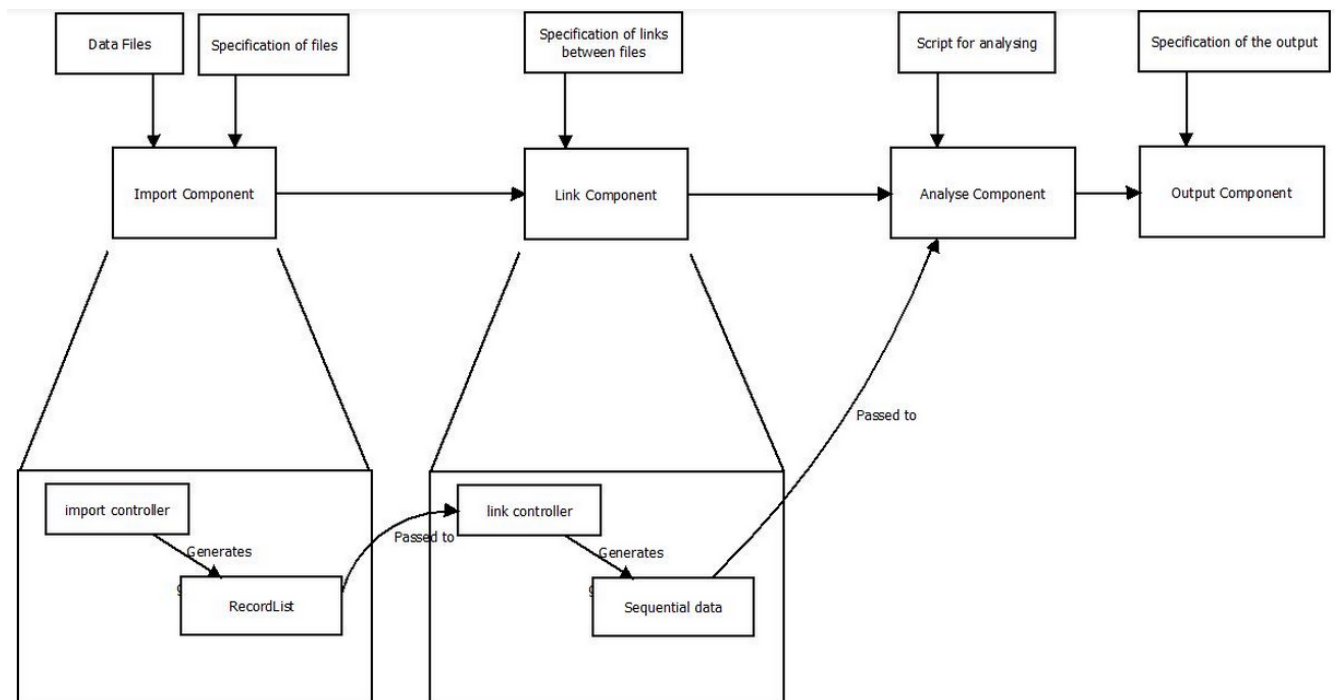 Data Files
Specification of files
Specification of links
between files
Script for analysing
Specification of the output
Import Component
Link Component
Analyse Component
Output Component
Passed to
import controller
link controller
Passed to
Generates
Generates
RecordList
Sequential data